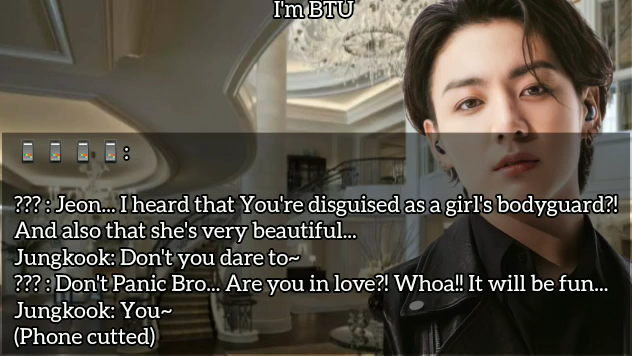 I'm BTU
📱 📱 📱 📱 :
??? : Jeon... I heard that You're disguised as a girl's bodyguard?!
And also that she's very beautiful...
Jungkook: Don't you dare to~
??? : Don't Panic Bro... Are you in love?! Whoa!! It will be fun...
Jungkook: You~
(Phone cutted)